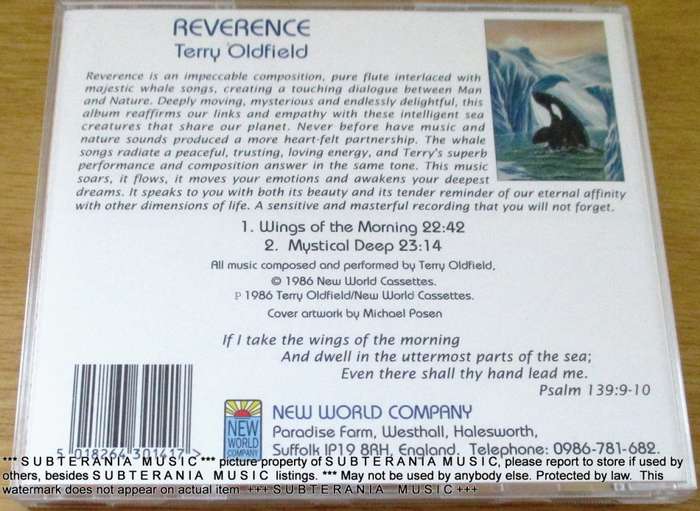 REVERENCE
Terry Oldfield
Reverence is an impeccable composition, pure flute interlaced with
majestic whale songs, creating a touching dialogue between Man
and Nature. Deeply moving, mysterious and endlessly delightful, this
album reaffirms our links and empathy with these intelligent sea
creatures that share our planet. Never before have music and
nature sounds produced a more heart-felt partnership. The whale
songs radiate a peaceful, trusting, loving energy, and Terry's superb
performance and composition answer in the same tone. This music
soars, it flows, it moves your emotions and awakens your deepest
dreams. It speaks to you with both its beauty and its tender reminder of our eternal affinity
with other dimensions of life. A sensitive and masterful recording that you will not forget.
1. Wings of the Morning 22:42
2. Mystical Deep 23:14
All music composed and performed by Terry Oldfield,
© 1986 New World Cassettes.
P 1986 Terry Oldfield/New World Cassettes.
Cover artwork by Michael Posen
If I take the wings of the morning
And dwell in the uttermost parts of the sea;
Even there shall thy hand lead me.
Psalm 139:9-10
NEW WORLD COMPANY
NEW WORLD COMPANY
Paradise Farm, Westhall, Halesworth,
Suffolk IP19 8RH, England. Telephone: 0986-781-682.
5 018264 301417
*** SUBTERANIA MUSIC *** picture property of SUBTERANIA MUSIC, please report to store if used by
others, besides SUBTERANIA MUSIC listings. *** May not be used by anybody else. Protected by law. This
watermark does not appear on actual item +++ SUBTERANIA MUSIC +++